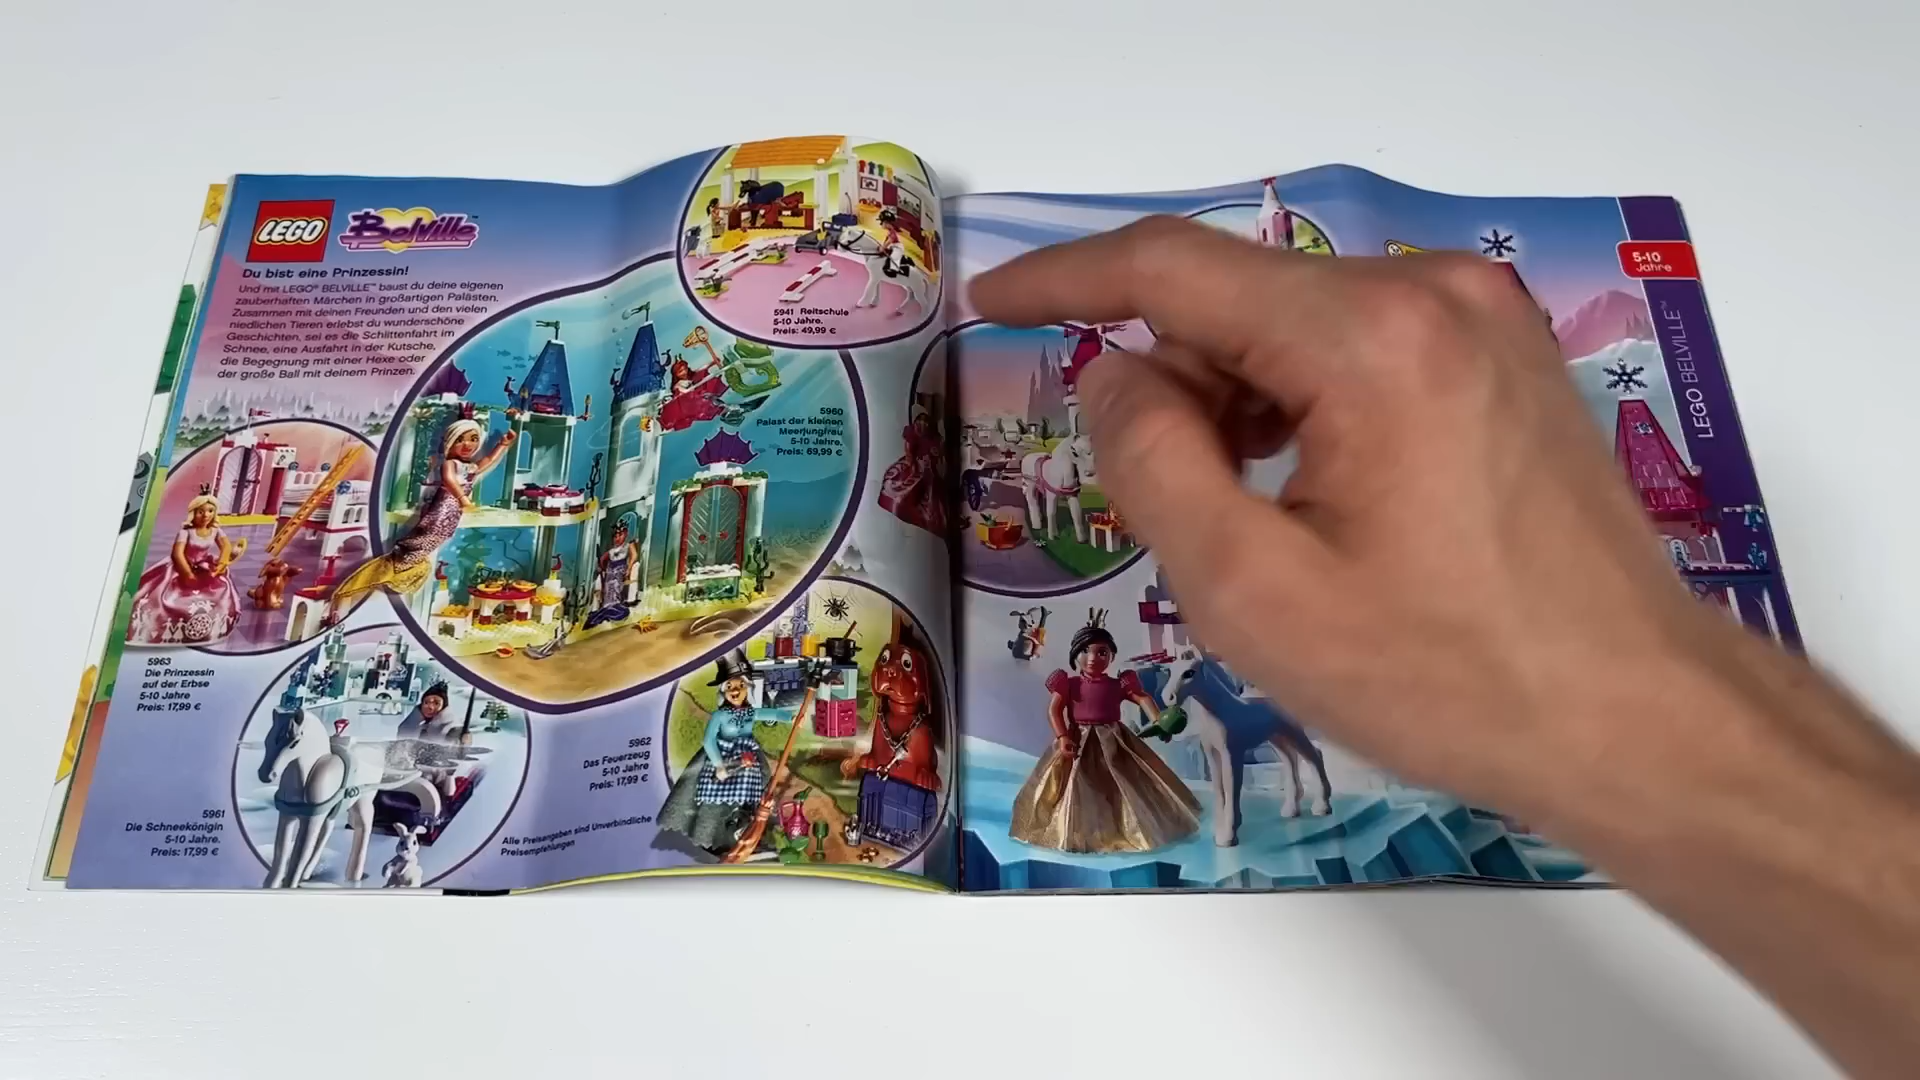 LEGO Belville™
Du bist eine Prinzessin!
Und mit LEGO® BELVILLE™ baust du deine eigenen
zauberhaften Märchen in großartigen Palästen.
Zusammen mit deinen Freunden und den vielen
niedlichen Tieren erlebst du wunderschöne
Geschichten, sei es die Schlittenfahrt im
Schnee, eine Ausfahrt in der Kutsche,
die Begegnung mit einer Hexe oder
der große Ball mit deinem Prinzen.
5941 Reitschule
5-10 Jahre.
Preis: 49,99 €
5960
Palast der kleinen
Meerjungfrau
5-10 Jahre.
Preis: 69,99 €
5963
Die Prinzessin
auf der Erbse
5-10 Jahre
Preis: 17,99 €
5961
Die Schneekönigin
5-10 Jahre.
Preis: 17,99 €
5962
Das Feuerzeug
5-10 Jahre
Preis: 17,99 €
Alle Preisangaben sind Unverbindliche
Preisempfehlungen
5-10
Jahre
LEGO BELVILLE™